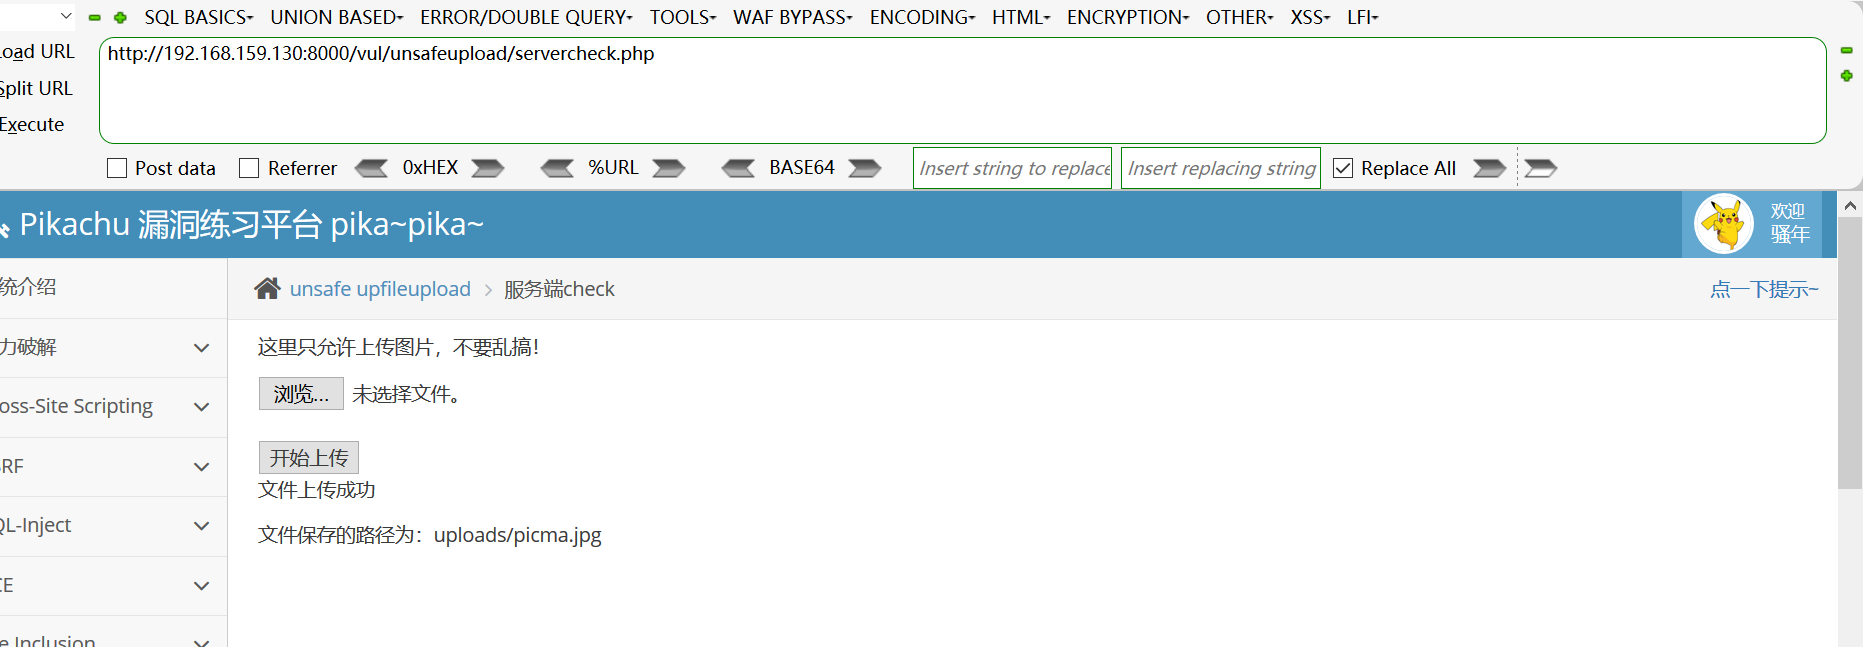 SQL BASICS UNION BASED ERROR/DOUBLE QUERY TOOLS WAF BYPASS ENCODING HTML ENCRYPTION OTHER XSS LFI
oad URL
http://192.168.159.130:8000/vul/unsafeupload/servercheck.php
Split URL
Execute
Post data Referrer 0xHEX %URL BASE64 Insert string to replace Insert replacing string Replace All
Pikachu 漏洞练习平台 pika~pika~
欢迎
骚年
统介绍
unsafe upfileupload > 服务端check 点一下提示~
力破解
这里只允许上传图片，不要乱搞！
浏览... 未选择文件。
oss-Site Scripting
开始上传
RF
文件上传成功
QL-Inject
文件保存的路径为：uploads/picma.jpg
CE
e Inclusion